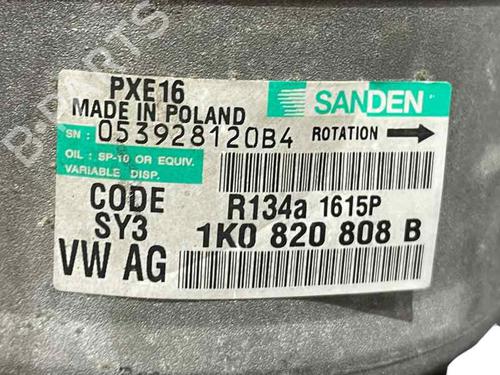 B-PARTS
PXE16
MADE IN POLAND
SANDEN
SN : 053928120B4
ROTATION
OIL : SP-10 OR EQUIV.
VARIABLE DISP.
CODE
SY3
R134a 1615P
1K0 820 808 B
VW AG